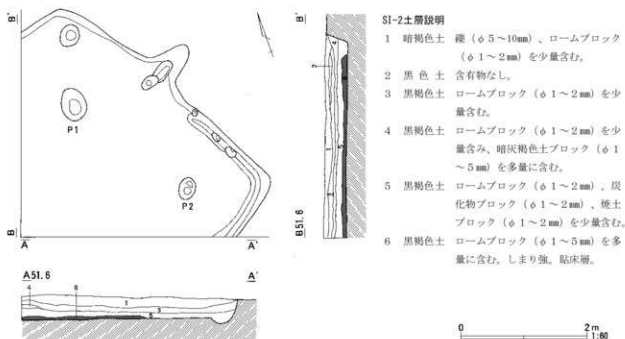 B'
B'
P1
P2
B
A
A'
B51.6
B
2
1
SI-2土層説明
1 暗褐色土 礫（φ5～10㎜）、ロームブロック
（φ1～2㎜）を少量含む。
2 黒色土 含有物なし。
3 黒褐色土 ロームブロック（φ1～2㎜）を少
量含む。
4 黒褐色土 ロームブロック（φ1～2㎜）を少
量含み、暗灰褐色土ブロック（φ1
～5㎜）を多量に含む。
5 黒褐色土 ロームブロック（φ1～2㎜）、炭
化物ブロック（φ1～2㎜）、焼土
ブロック（φ1～2㎜）を少量含む。
6 黒褐色土 ロームブロック（φ1～5㎜）を多
量に含む。しまり強。貼床層。
A51.6
A'
4
1
3
0 2m
1:60